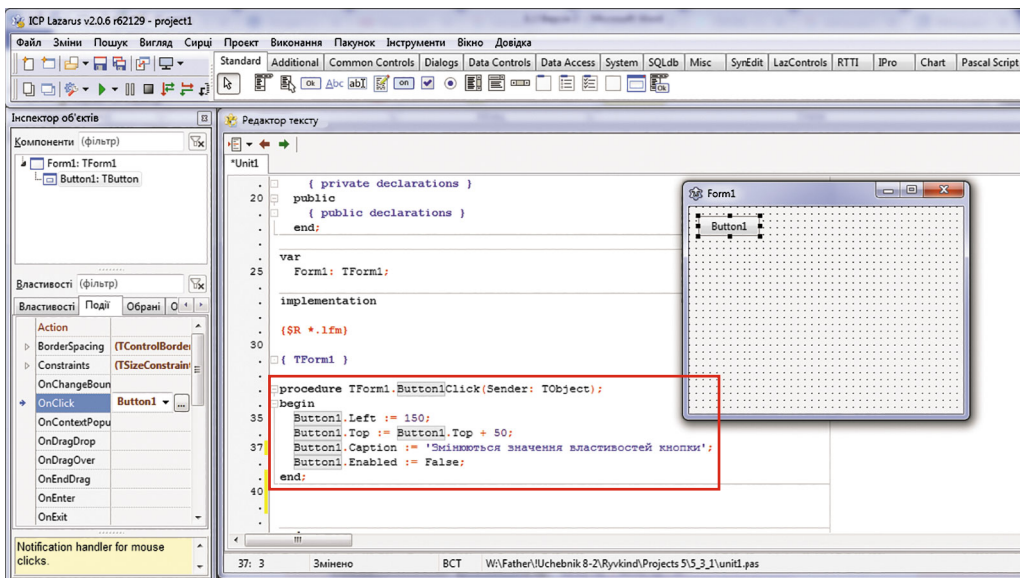 ICP Lazarus v2.0.6 r62129 - project1
Файл Зміни Пошук Вигляд Сирці Проєкт Виконання Пакунок Інструменти Вікно Довідка
Standard Additional Common Controls Dialogs Data Controls Data Access System SQLdb Misc SynEdit LazControls RTTI IPro Chart Pascal Script
Ok Abc abI on Ok
Інспектор об'єктів
Компоненти (фільтр)
Form1: TForm1
Button1: TButton
Властивості (фільтр)
Властивості Події Обрані О
Action
BorderSpacing (TControlBorder
Constraints (TSizeConstraint
OnChangeBoun
OnClick Button1 ...
OnContextPopu
OnDragDrop
OnDragOver
OnEndDrag
OnEnter
OnExit
Notification handler for mouse
clicks.
Редактор тексту
*Unit1
{ private declarations }
20 public
{ public declarations }
end;
var
25 Form1: TForm1;
implementation
{$R *.lfm}
30
{ TForm1 }
procedure TForm1.Button1Click(Sender: TObject);
begin
35 Button1.Left := 150;
Button1.Top := Button1.Top + 50;
37 Button1.Caption := 'Змінюються значення властивостей кнопки';
Button1.Enabled := False;
end;
40
37: 3 Змінено ВСТ W:\Father\!Uchebnik 8-2\Ryvkind\Projects 5\5_3_1\unit1.pas
Form1
Button1